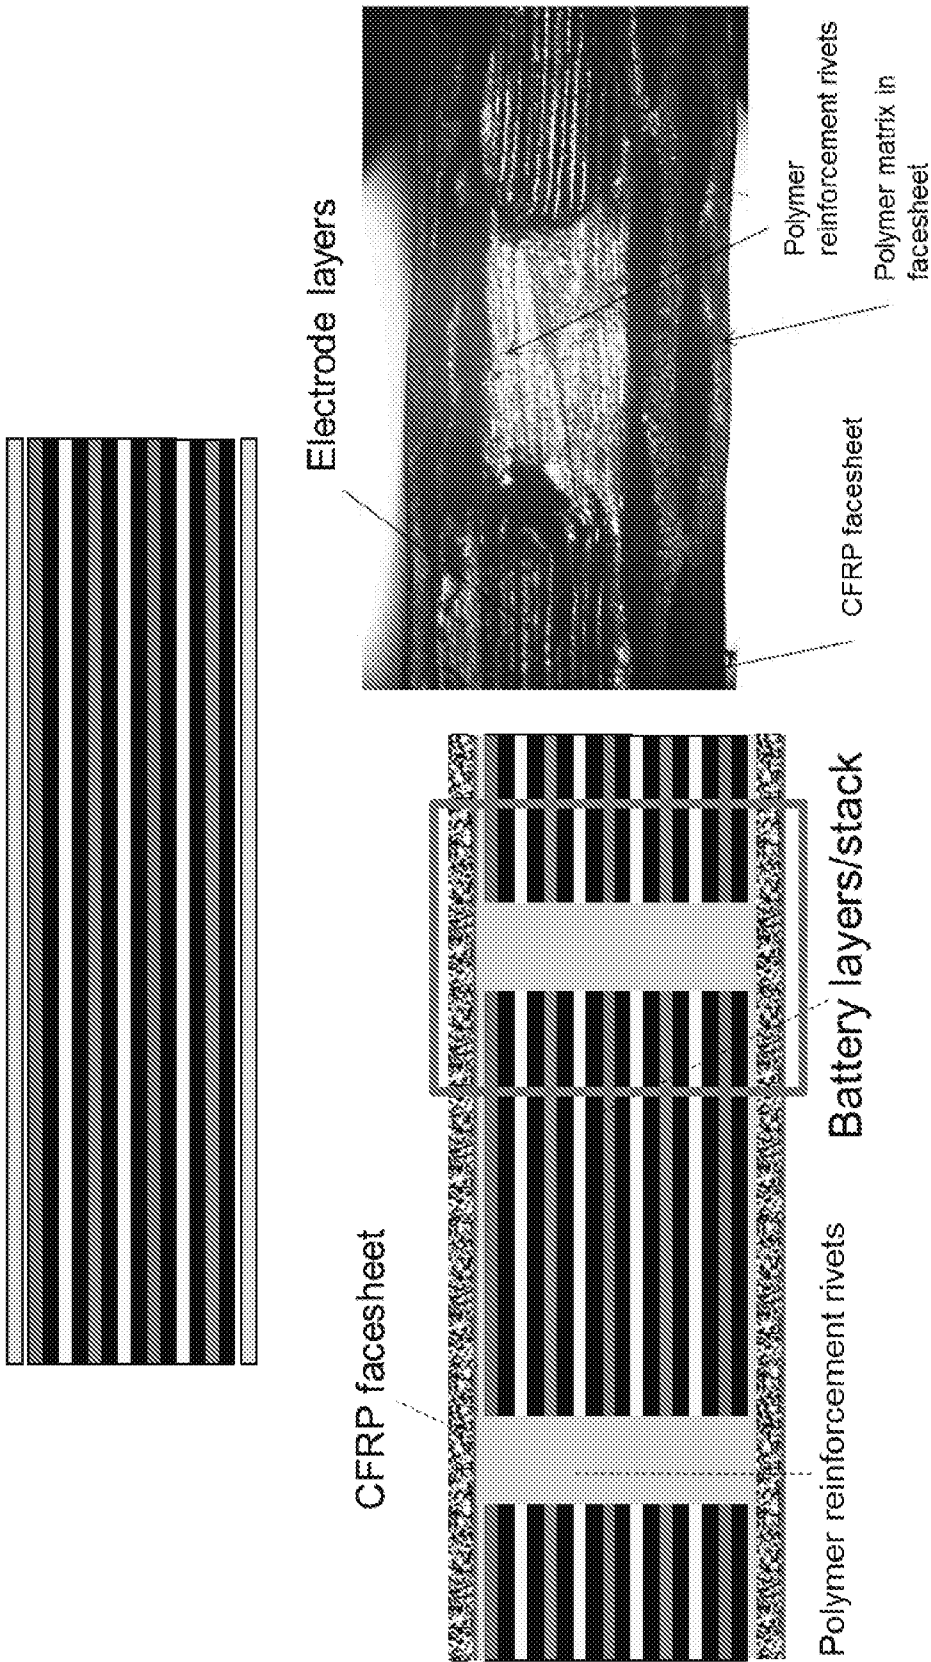 Electrode layers
Polymer
reinforcement rivets
Polymer matrix in
facesheet
CFRP facesheet
CFRP facesheet
Battery layers/stack
Polymer reinforcement rivets